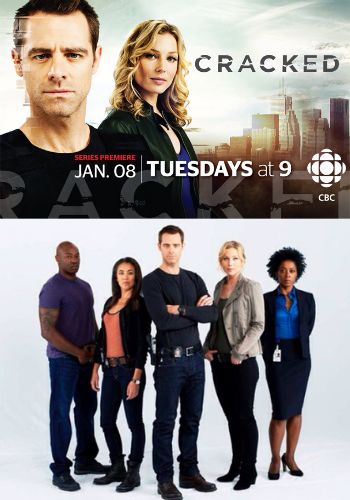 CRACKED
SERIES PREMIERE
JAN. 08
TUESDAYS at 9
CBC
CRACKED